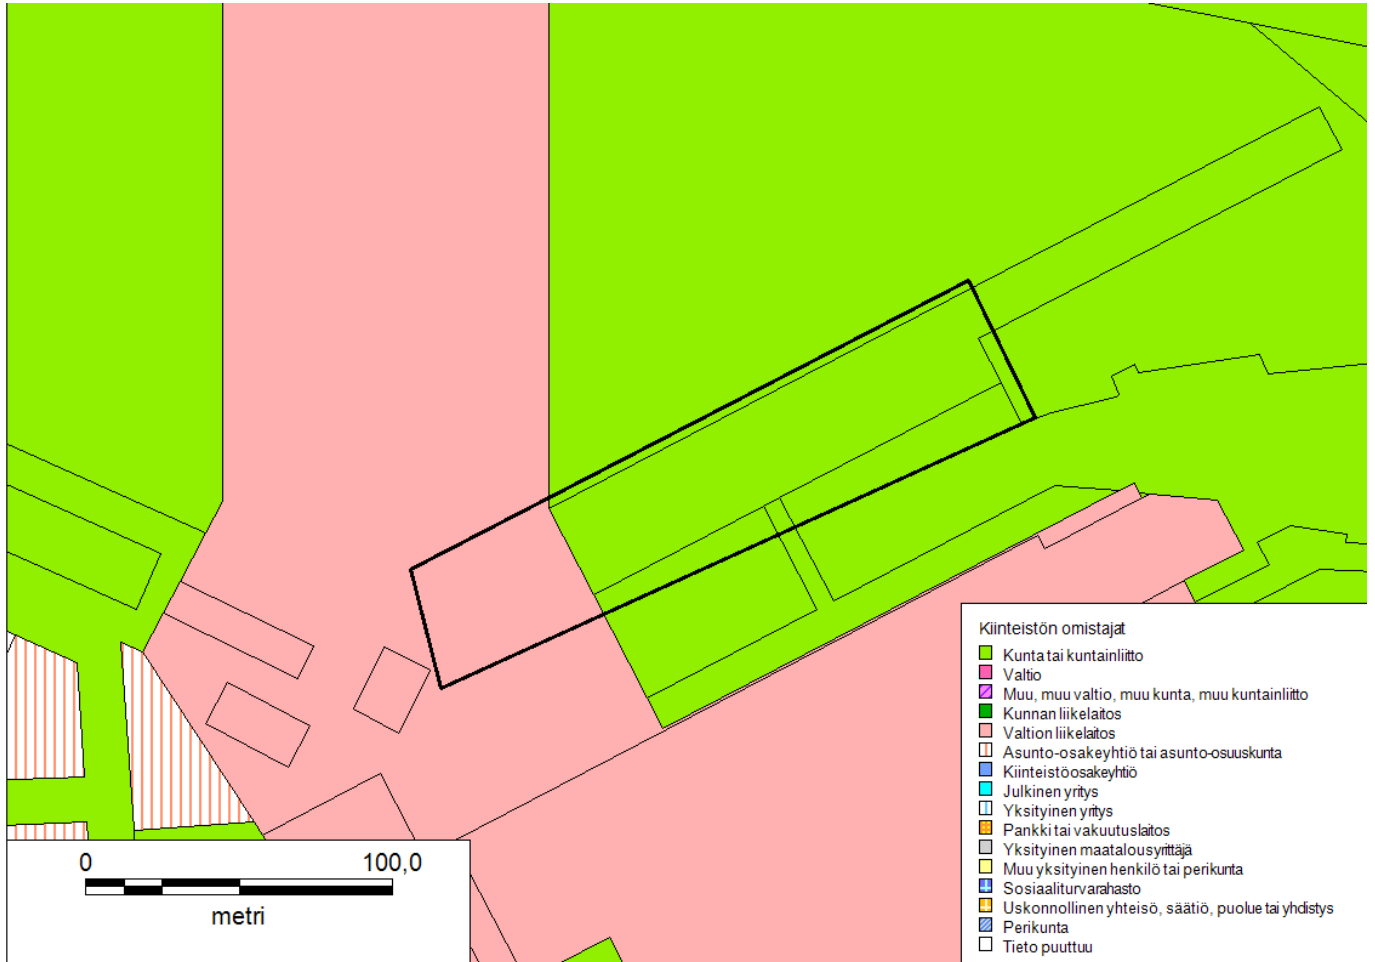 Kiinteistön omistajat
Kunta tai kuntainliitto
Valtio
Muu, muu valtio, muu kunta, muu kuntainliitto
Kunnan liikelaitos
Valtion liikelaitos
Asunto-osakeyhtiö tai asunto-osuuskunta
Kiinteistöosakeyhtiö
Julkinen yritys
Yksityinen yritys
Pankki tai vakuutuslaitos
Yksityinen maatalousyrittäjä
Muu yksityinen henkilö tai perikunta
Sosiaaliturvarahasto
Uskonnollinen yhteisö, säätiö, puolue tai yhdistys
Perikunta
Tieto puuttuu
0 100,0
metri